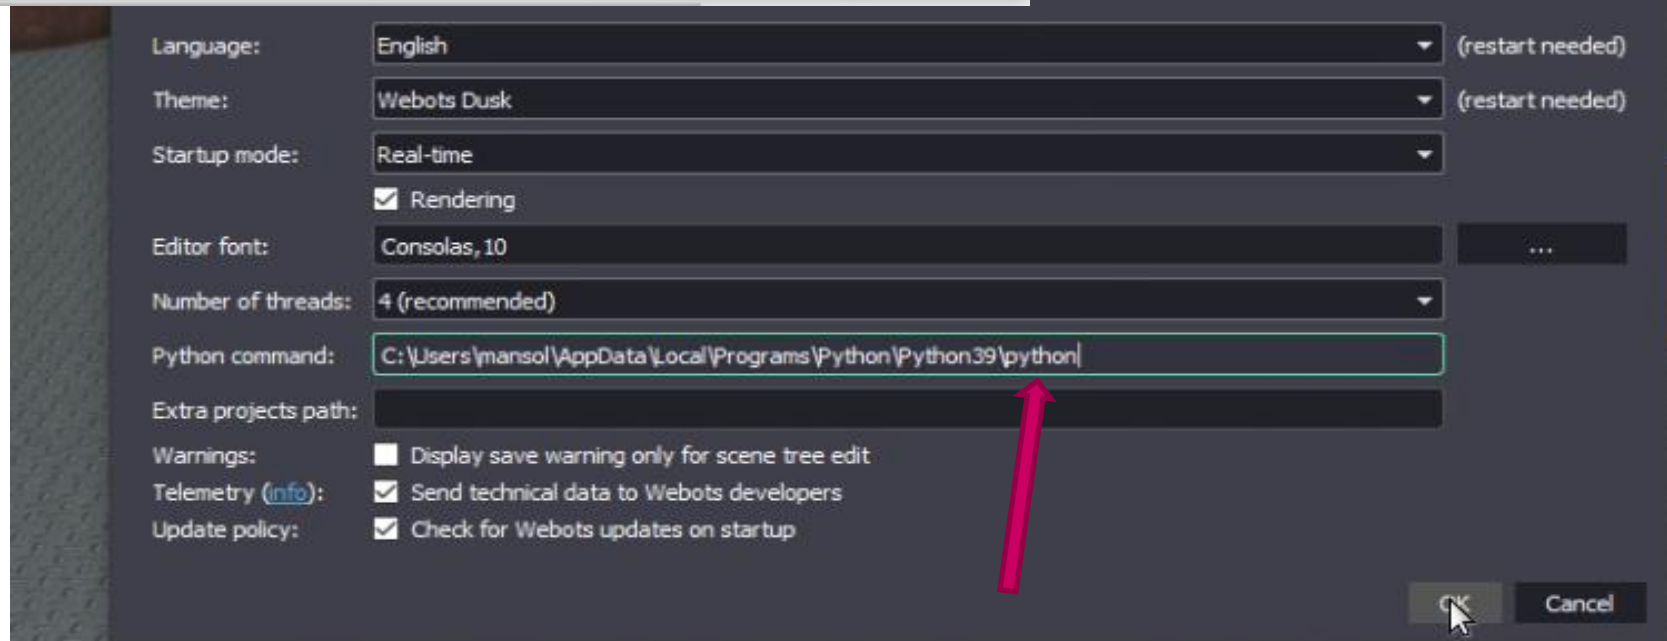 Language: English (restart needed)
Theme: Webots Dusk (restart needed)
Startup mode: Real-time
Rendering
Editor font: Consolas,10 ...
Number of threads: 4 (recommended)
Python command: C:\Users\mansol\AppData\Local\Programs\Python\Python39\python
Extra projects path:
Warnings: Display save warning only for scene tree edit
Telemetry (info): Send technical data to Webots developers
Update policy: Check for Webots updates on startup
OK Cancel